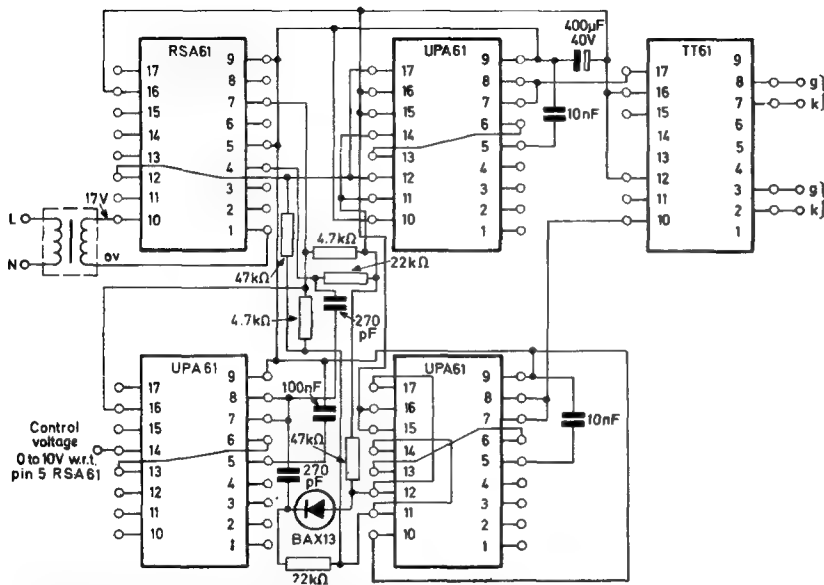 RSA61
17
16
15
14
13
12
11
10
9
8
7
6
5
4
3
2
1
UPA61
17
16
15
14
13
12
11
10
9
8
7
6
5
4
3
2
1
400µF
40V
10nF
TT61
17
16
15
12
11
10
9
8
7
3
2
1
g
k
g
k
L
N
17V
0V
47kΩ
4.7kΩ
22kΩ
4.7kΩ
270
pF
UPA61
17
16
15
14
13
12
11
10
9
8
7
6
5
4
3
2
1
Control
voltage
0 to 10V w.r.t.
pin 5 RSA61
100nF
47kΩ
270
pF
BAX13
22kΩ
UPA61
17
16
15
14
13
12
11
10
9
8
7
6
5
4
3
2
1
10nF